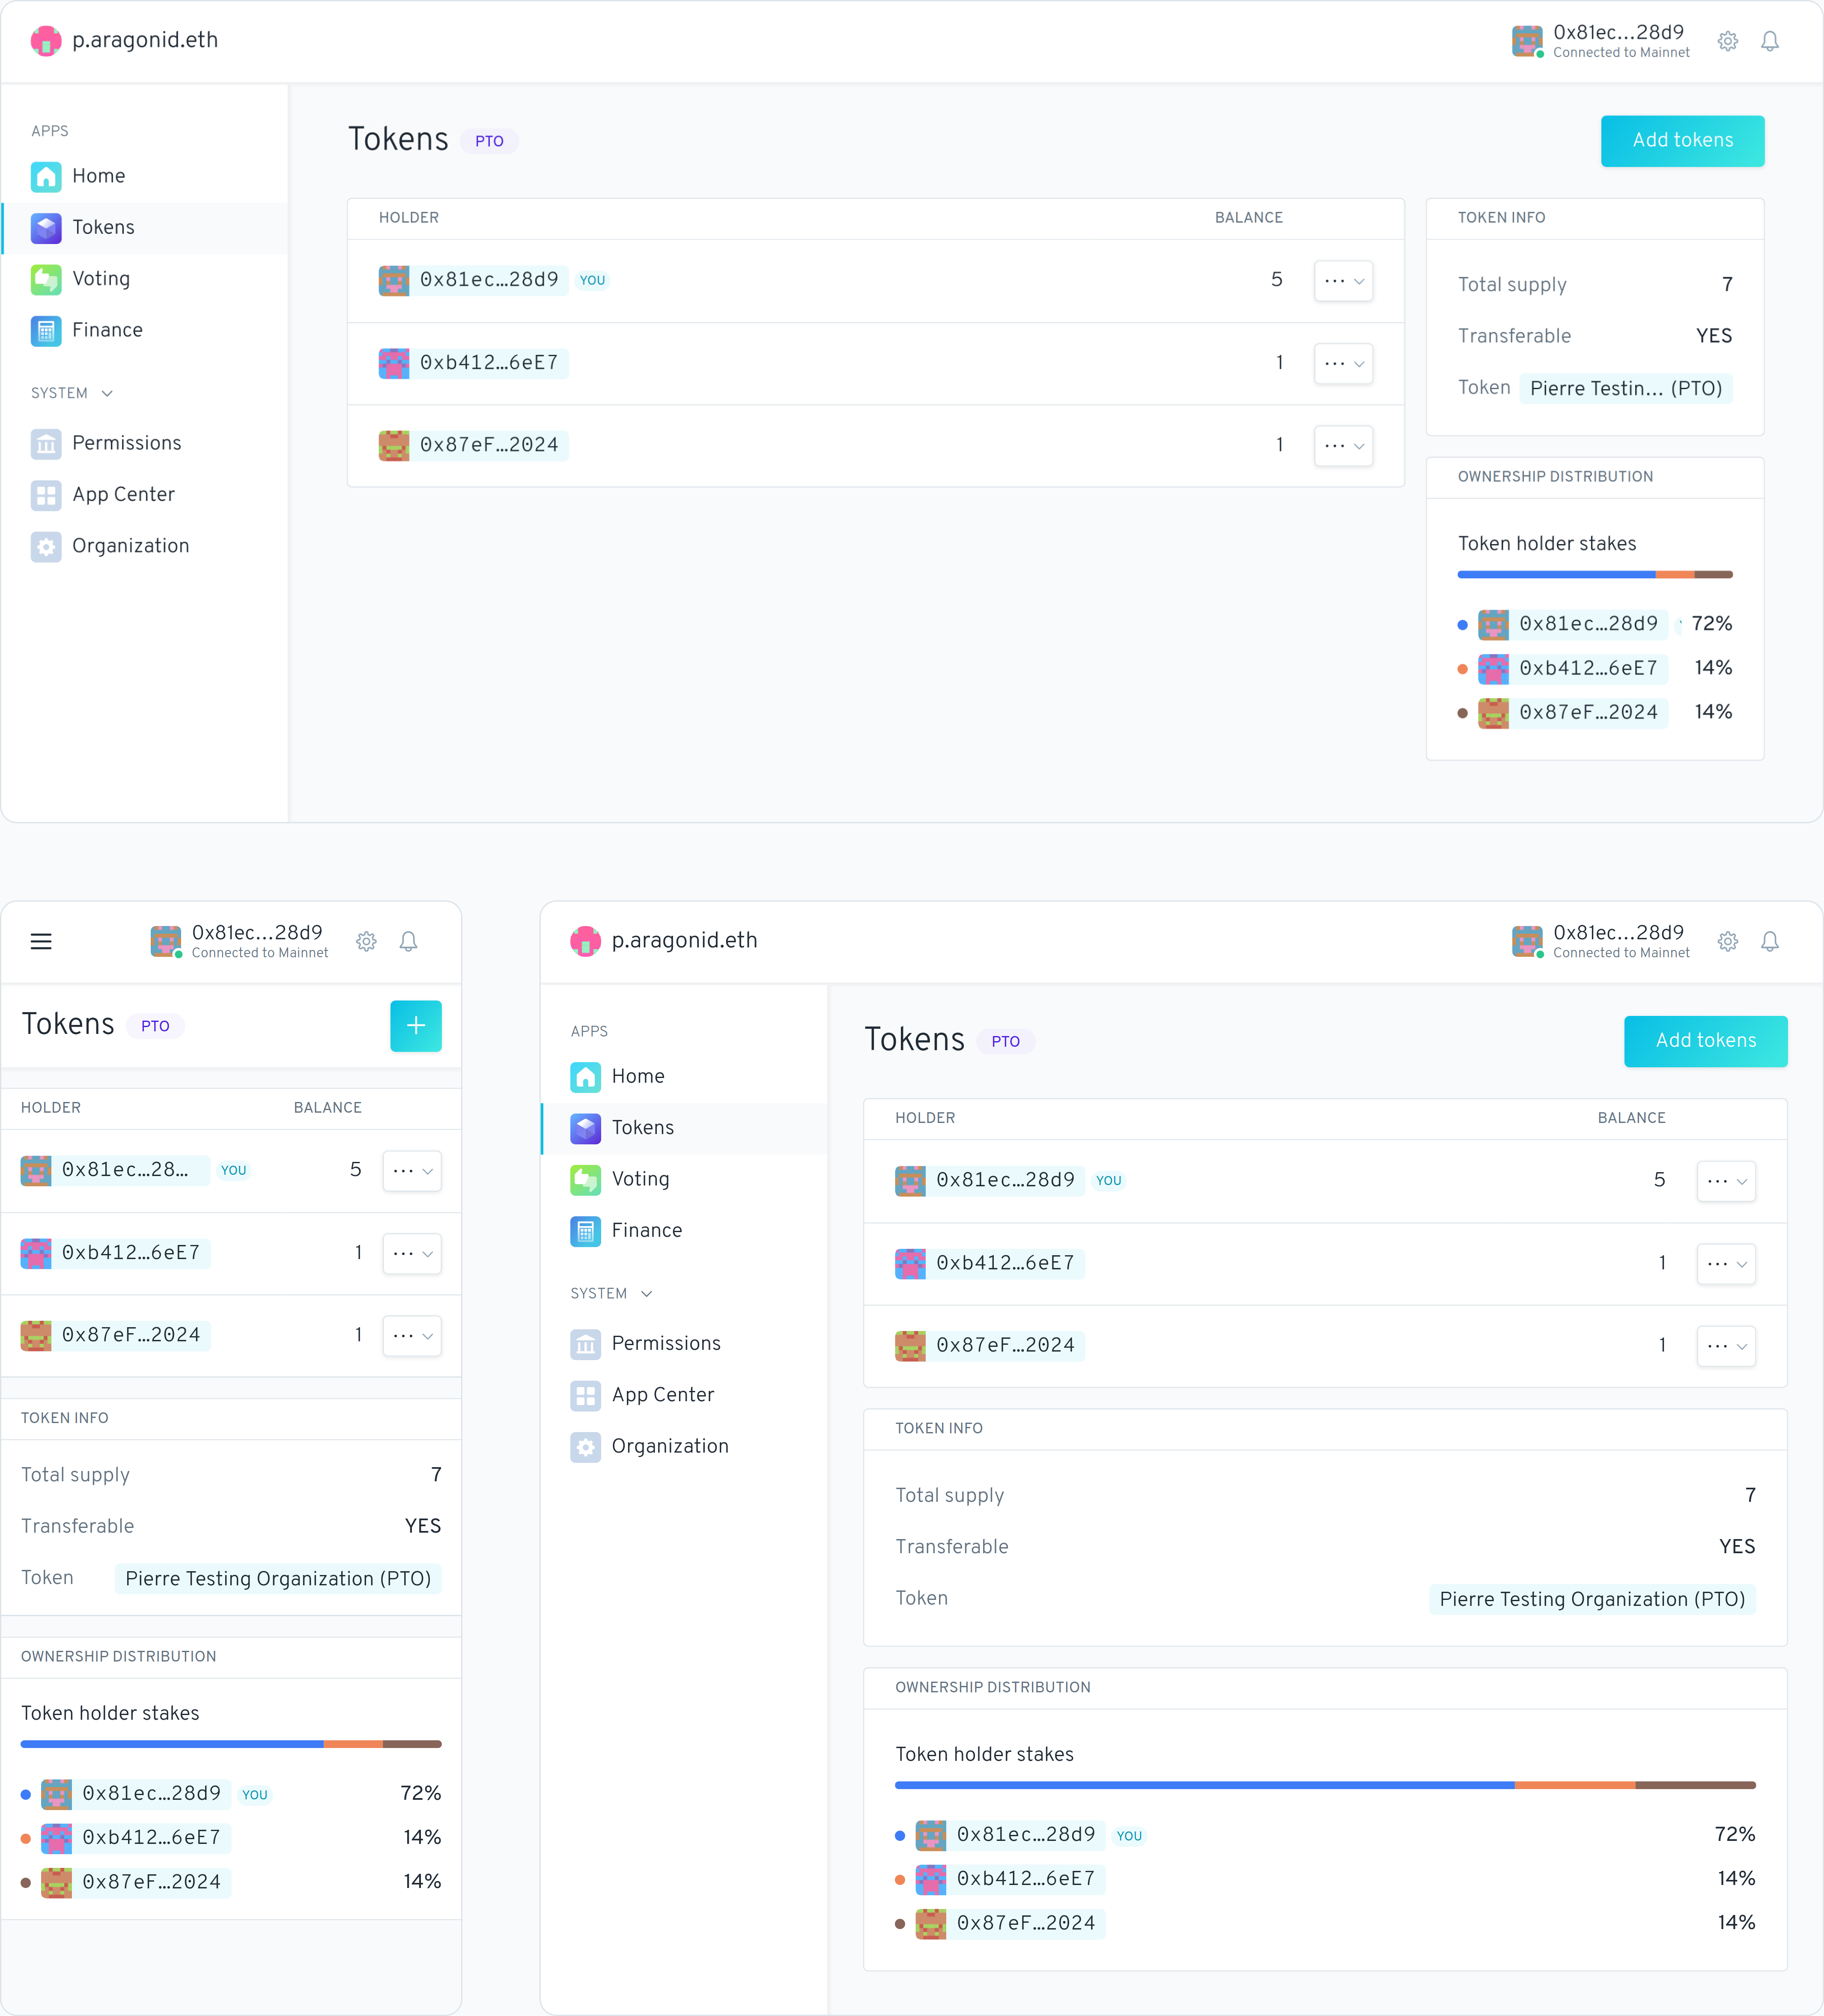 p.aragonid.eth
0x81ec…28d9
Connected to Mainnet
APPS
Home
Tokens
Voting
Finance
SYSTEM
Permissions
App Center
Organization
Tokens PTO
Add tokens
HOLDER BALANCE
0x81ec…28d9 YOU 5
0xb412…6eE7 1
0x87eF…2024 1
TOKEN INFO
Total supply 7
Transferable YES
Token Pierre Testin… (PTO)
OWNERSHIP DISTRIBUTION
Token holder stakes
0x81ec…28d9 72%
0xb412…6eE7 14%
0x87eF…2024 14%
0x81ec…28d9
Connected to Mainnet
Tokens PTO
HOLDER BALANCE
0x81ec…28… YOU 5
0xb412…6eE7 1
0x87eF…2024 1
TOKEN INFO
Total supply 7
Transferable YES
Token Pierre Testing Organization (PTO)
OWNERSHIP DISTRIBUTION
Token holder stakes
0x81ec…28d9 YOU 72%
0xb412…6eE7 14%
0x87eF…2024 14%
p.aragonid.eth
0x81ec…28d9
Connected to Mainnet
APPS
Home
Tokens
Voting
Finance
SYSTEM
Permissions
App Center
Organization
Tokens PTO
Add tokens
HOLDER BALANCE
0x81ec…28d9 YOU 5
0xb412…6eE7 1
0x87eF…2024 1
TOKEN INFO
Total supply 7
Transferable YES
Token Pierre Testing Organization (PTO)
OWNERSHIP DISTRIBUTION
Token holder stakes
0x81ec…28d9 YOU 72%
0xb412…6eE7 14%
0x87eF…2024 14%